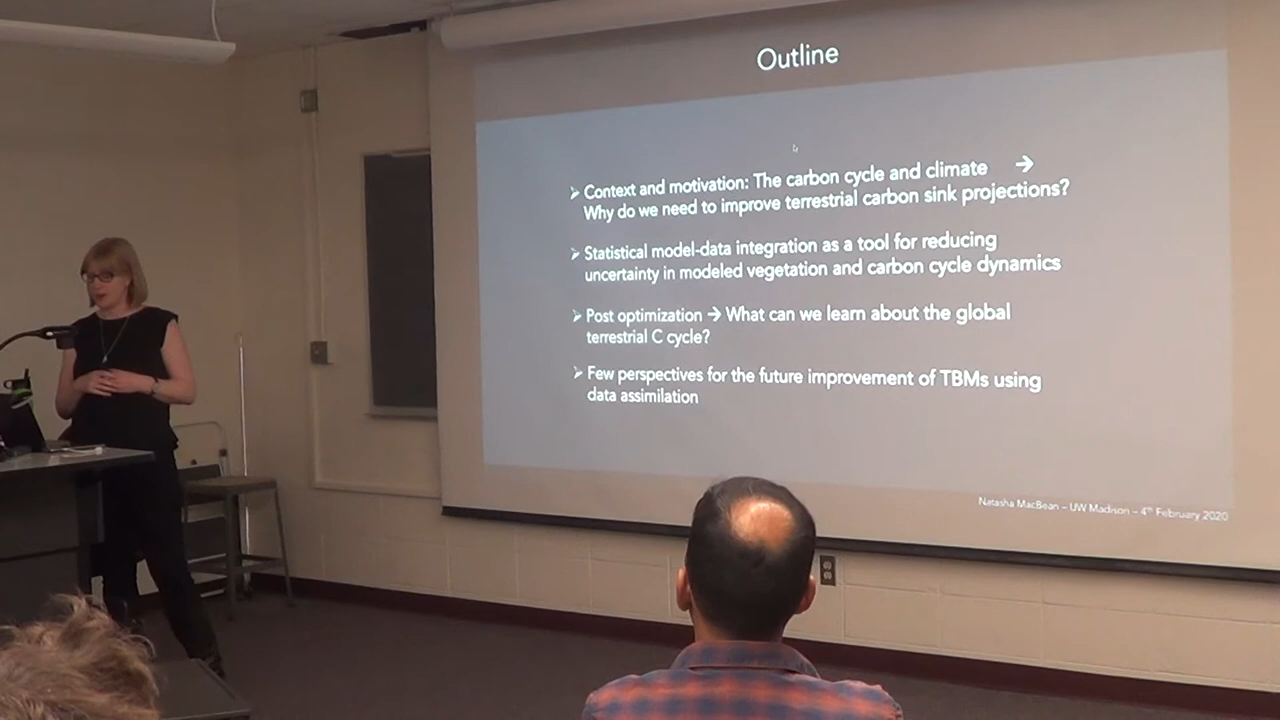 Outline
➢ Context and motivation: The carbon cycle and climate →
Why do we need to improve terrestrial carbon sink projections?
➢ Statistical model-data integration as a tool for reducing
uncertainty in modeled vegetation and carbon cycle dynamics
➢ Post optimization → What can we learn about the global
terrestrial C cycle?
➢ Few perspectives for the future improvement of TBMs using
data assimilation
Natasha MacBean – UW Madison – 4th February 2020